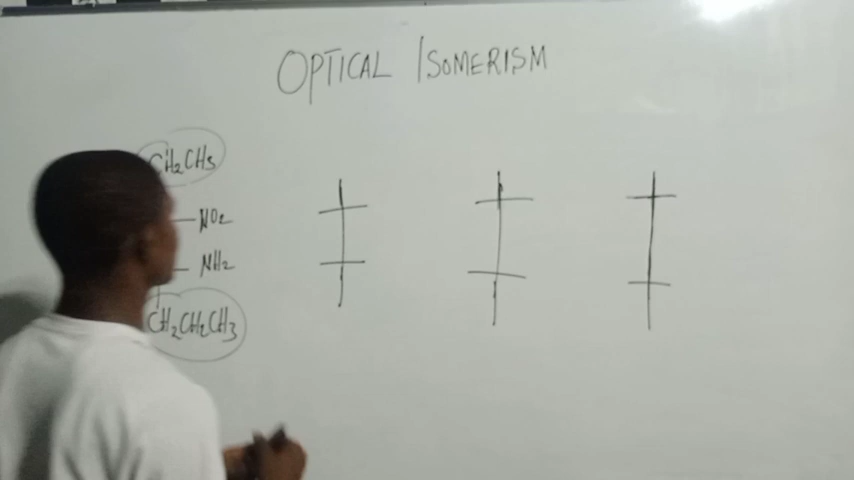 OPTICAL ISOMERISM
CH2CH3
NO2
NH2
CH2CH2CH3